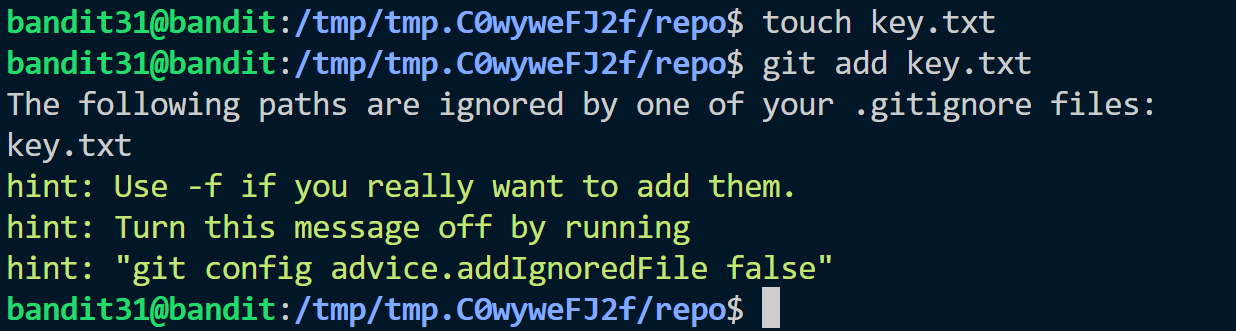 bandit31@bandit:/tmp/tmp.C0wyweFJ2f/repo$ touch key.txt
bandit31@bandit:/tmp/tmp.C0wyweFJ2f/repo$ git add key.txt
The following paths are ignored by one of your .gitignore files:
key.txt
hint: Use -f if you really want to add them.
hint: Turn this message off by running
hint: "git config advice.addIgnoredFile false"
bandit31@bandit:/tmp/tmp.C0wyweFJ2f/repo$